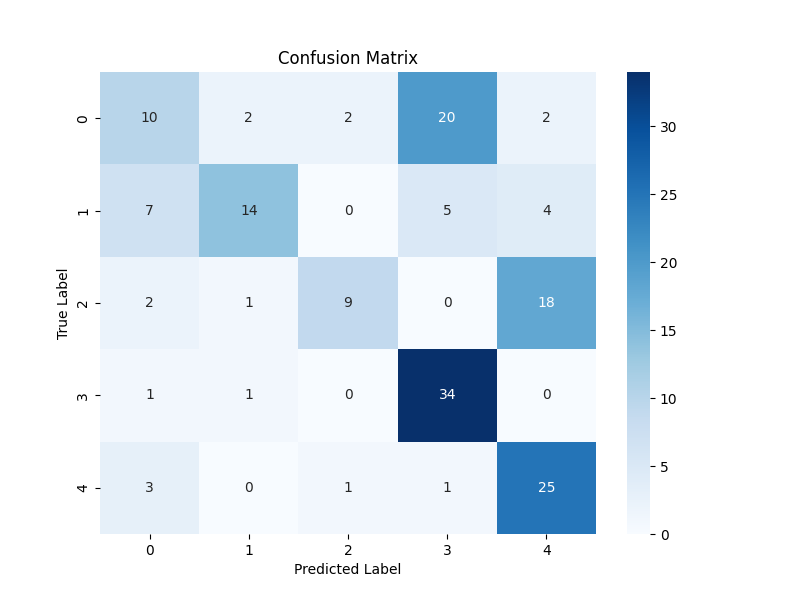 Confusion Matrix
True Label
0 10 2 2 20 2
1 7 14 0 5 4
2 2 1 9 0 18
3 1 1 0 34 0
4 3 0 1 1 25
0 1 2 3 4
Predicted Label
30
25
20
15
10
5
0